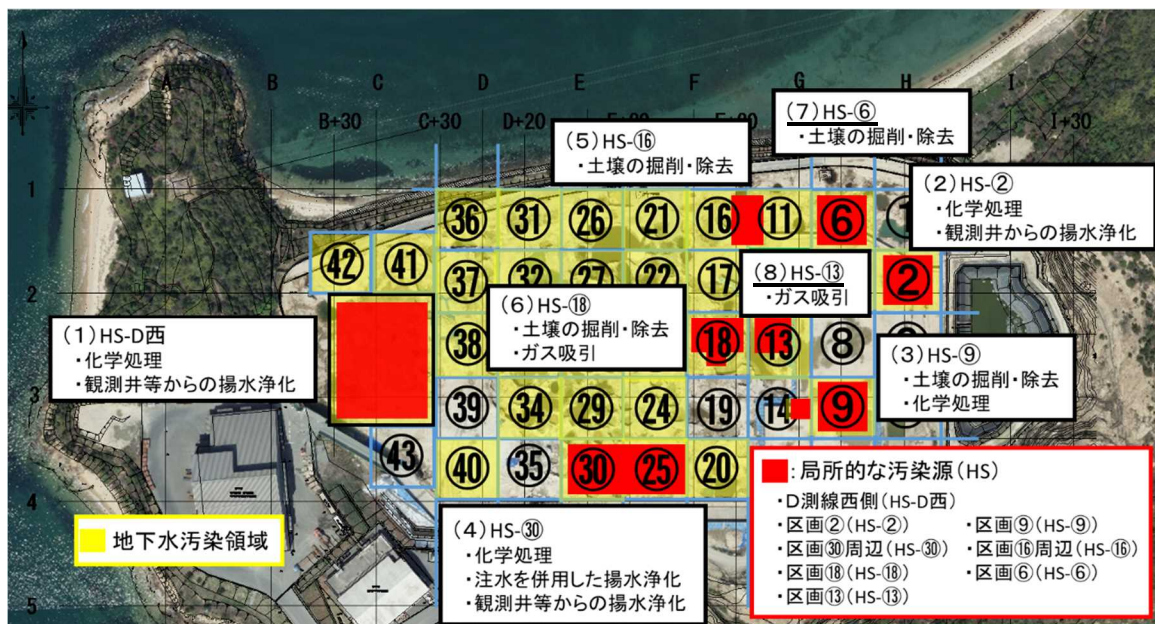 A
B
C
D
E
F
G
H
I
B+30
C+30
D+20
I+30
1
2
3
4
5
(7)HS-⑥
・土壌の掘削・除去
(5)HS-⑯
・土壌の掘削・除去
(2)HS-②
・化学処理
・観測井からの揚水浄化
㊱
㉛
㉖
㉑
⑯
⑪
⑥
㊷
㊶
㊲
㉜
㉗
㉒
⑰
②
(8)HS-⑬
・ガス吸引
(1)HS-D西
・化学処理
・観測井等からの揚水浄化
(6)HS-⑱
・土壌の掘削・除去
・ガス吸引
㊳
⑱
⑬
⑧
(3)HS-⑨
・土壌の掘削・除去
・化学処理
㊴
㉞
㉙
㉔
⑲
⑭
⑨
㊸
㊵
㉟
㉚
㉕
⑳
地下水汚染領域
(4)HS-㉚
・化学処理
・注水を併用した揚水浄化
・観測井等からの揚水浄化
:局所的な汚染源(HS)
・D測線西側(HS-D西)
・区画②(HS-②) ・区画⑨(HS-⑨)
・区画㉚周辺(HS-㉚) ・区画⑯周辺(HS-⑯)
・区画⑱(HS-⑱) ・区画⑥(HS-⑥)
・区画⑬(HS-⑬)